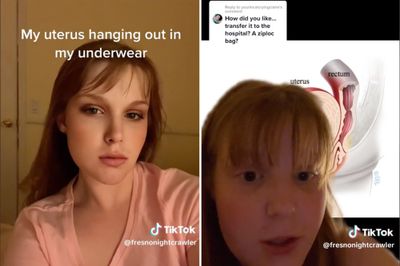 My uterus hanging out in
my underwear
TikTok
@fresnonightcrawler
How did you like...
transfer it to the
hospital? A ziploc
bag?
uterus
rectum
TikTok
@fresnonightcrawler